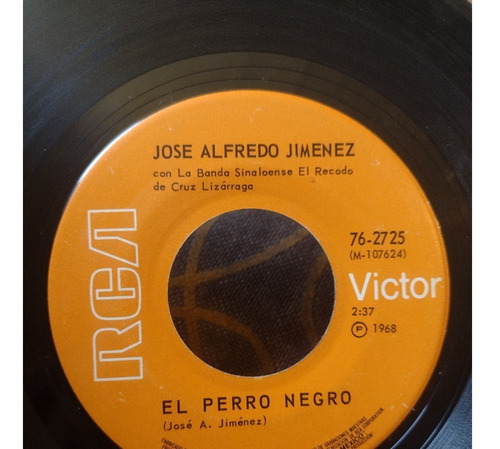 JOSE ALFREDO JIMENEZ
con La Banda Sinaloense El Recodo
de Cruz Lizárraga
76-2725
(M-107624)
RCA
Victor
2:37
℗ 1968
EL PERRO NEGRO
(José A. Jiménez)
MEXICO